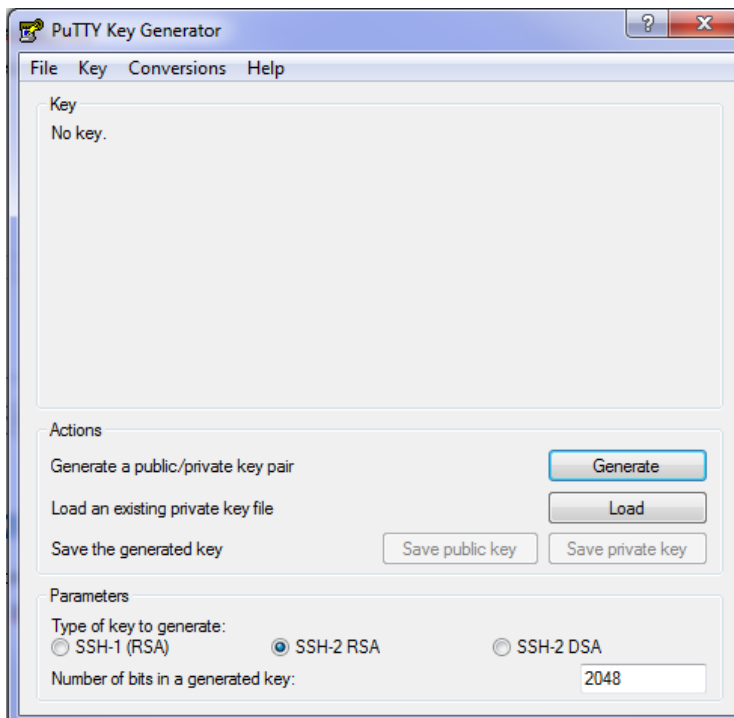 PuTTY Key Generator
?
X
File Key Conversions Help
Key
No key.
Actions
Generate a public/private key pair
Generate
Load an existing private key file
Load
Save the generated key
Save public key
Save private key
Parameters
Type of key to generate:
SSH-1 (RSA)
SSH-2 RSA
SSH-2 DSA
Number of bits in a generated key:
2048